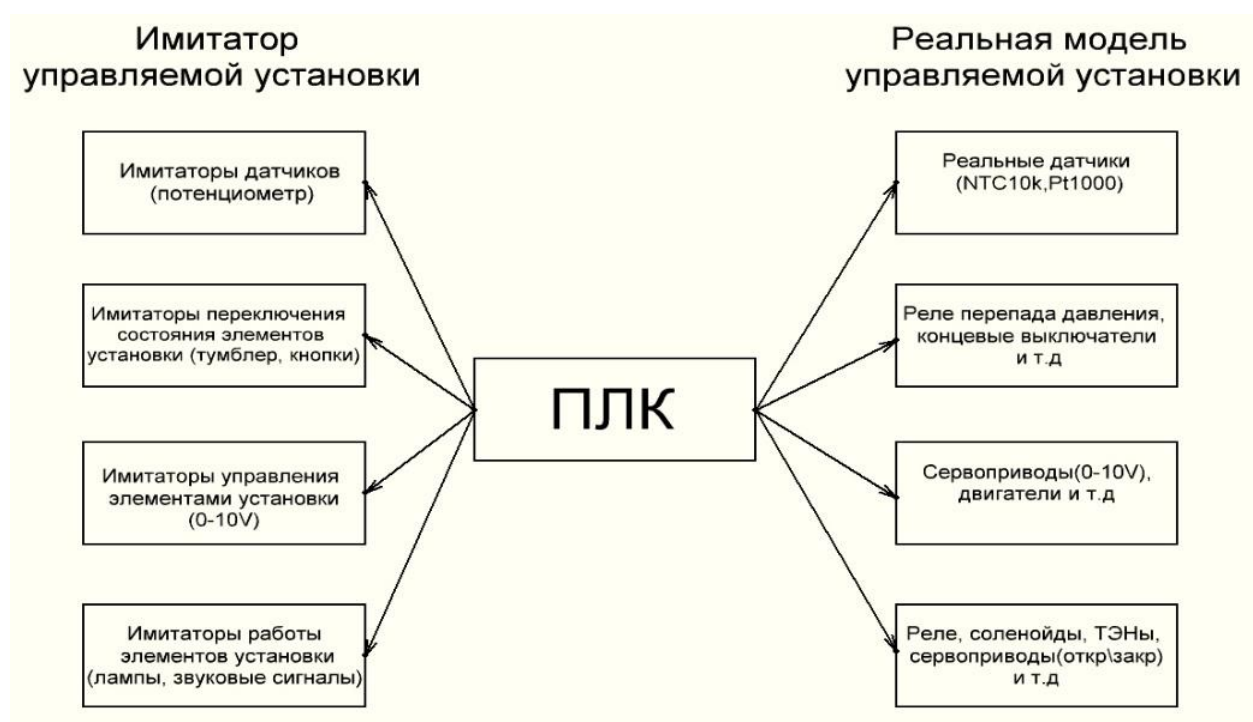 Имитатор
управляемой установки
Имитаторы датчиков
(потенциометр)
Имитаторы переключения
состояния элементов
установки (тумблер, кнопки)
Имитаторы управления
элементами установки
(0-10V)
Имитаторы работы
элементов установки
(лампы, звуковые сигналы)
ПЛК
Реальная модель
управляемой установки
Реальные датчики
(NTC10k,Pt1000)
Реле перепада давления,
концевые выключатели
и т.д
Сервоприводы(0-10V),
двигатели и т.д
Реле, соленойды, ТЭНы,
сервоприводы(откр\закр)
и т.д